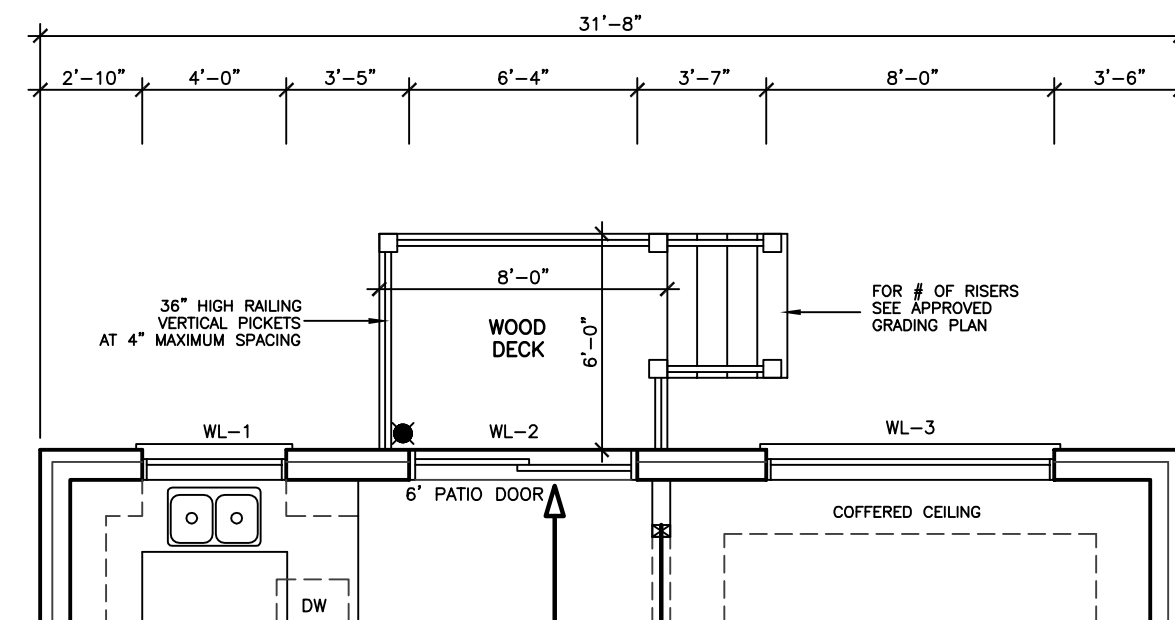 31'-8"
2'-10" 4'-0" 3'-5" 6'-4" 3'-7" 8'-0" 3'-6"
8'-0"
6'-0"
36" HIGH RAILING
VERTICAL PICKETS
AT 4" MAXIMUM SPACING
WOOD
DECK
FOR # OF RISERS
SEE APPROVED
GRADING PLAN
WL-1
WL-2
WL-3
6' PATIO DOOR
COFFERED CEILING
DW